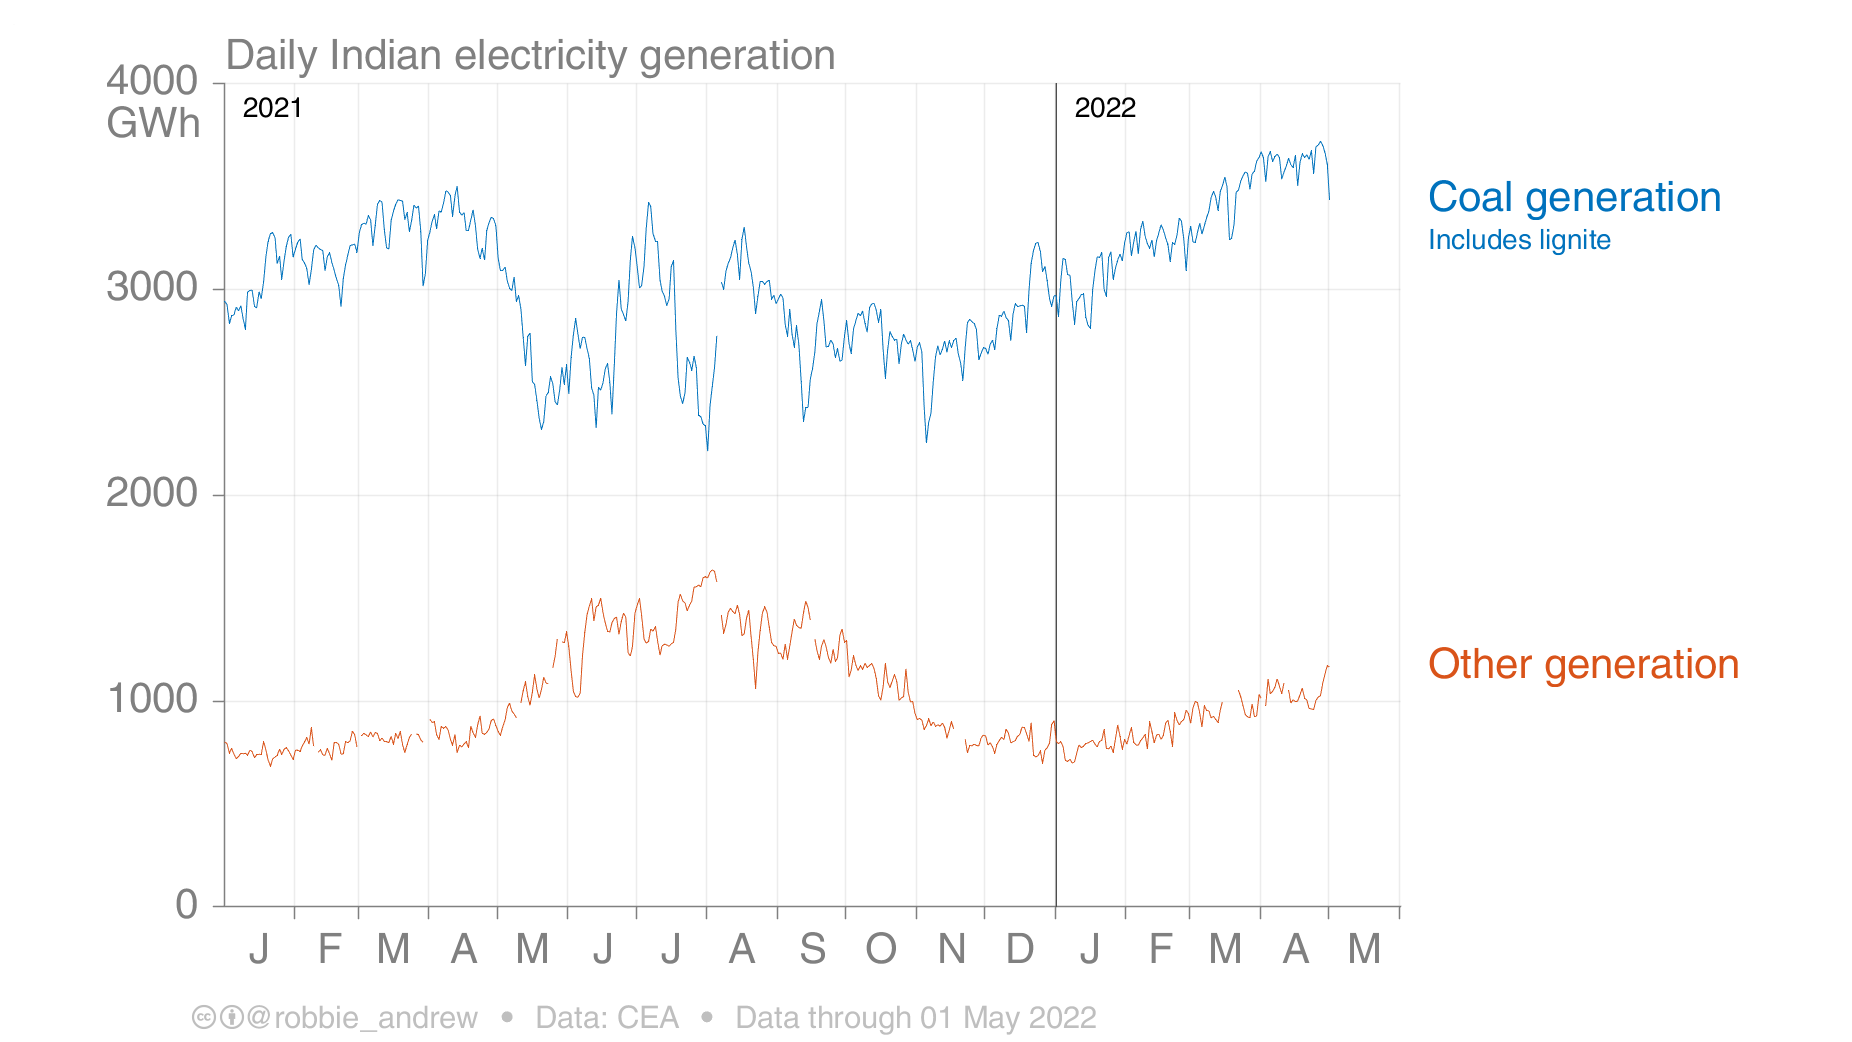 Daily Indian electricity generation
4000
GWh
2021
2022
3000
2000
1000
0
Coal generation
Includes lignite
Other generation
J F M A M J J A S O N D J F M A M
@robbie_andrew • Data: CEA • Data through 01 May 2022